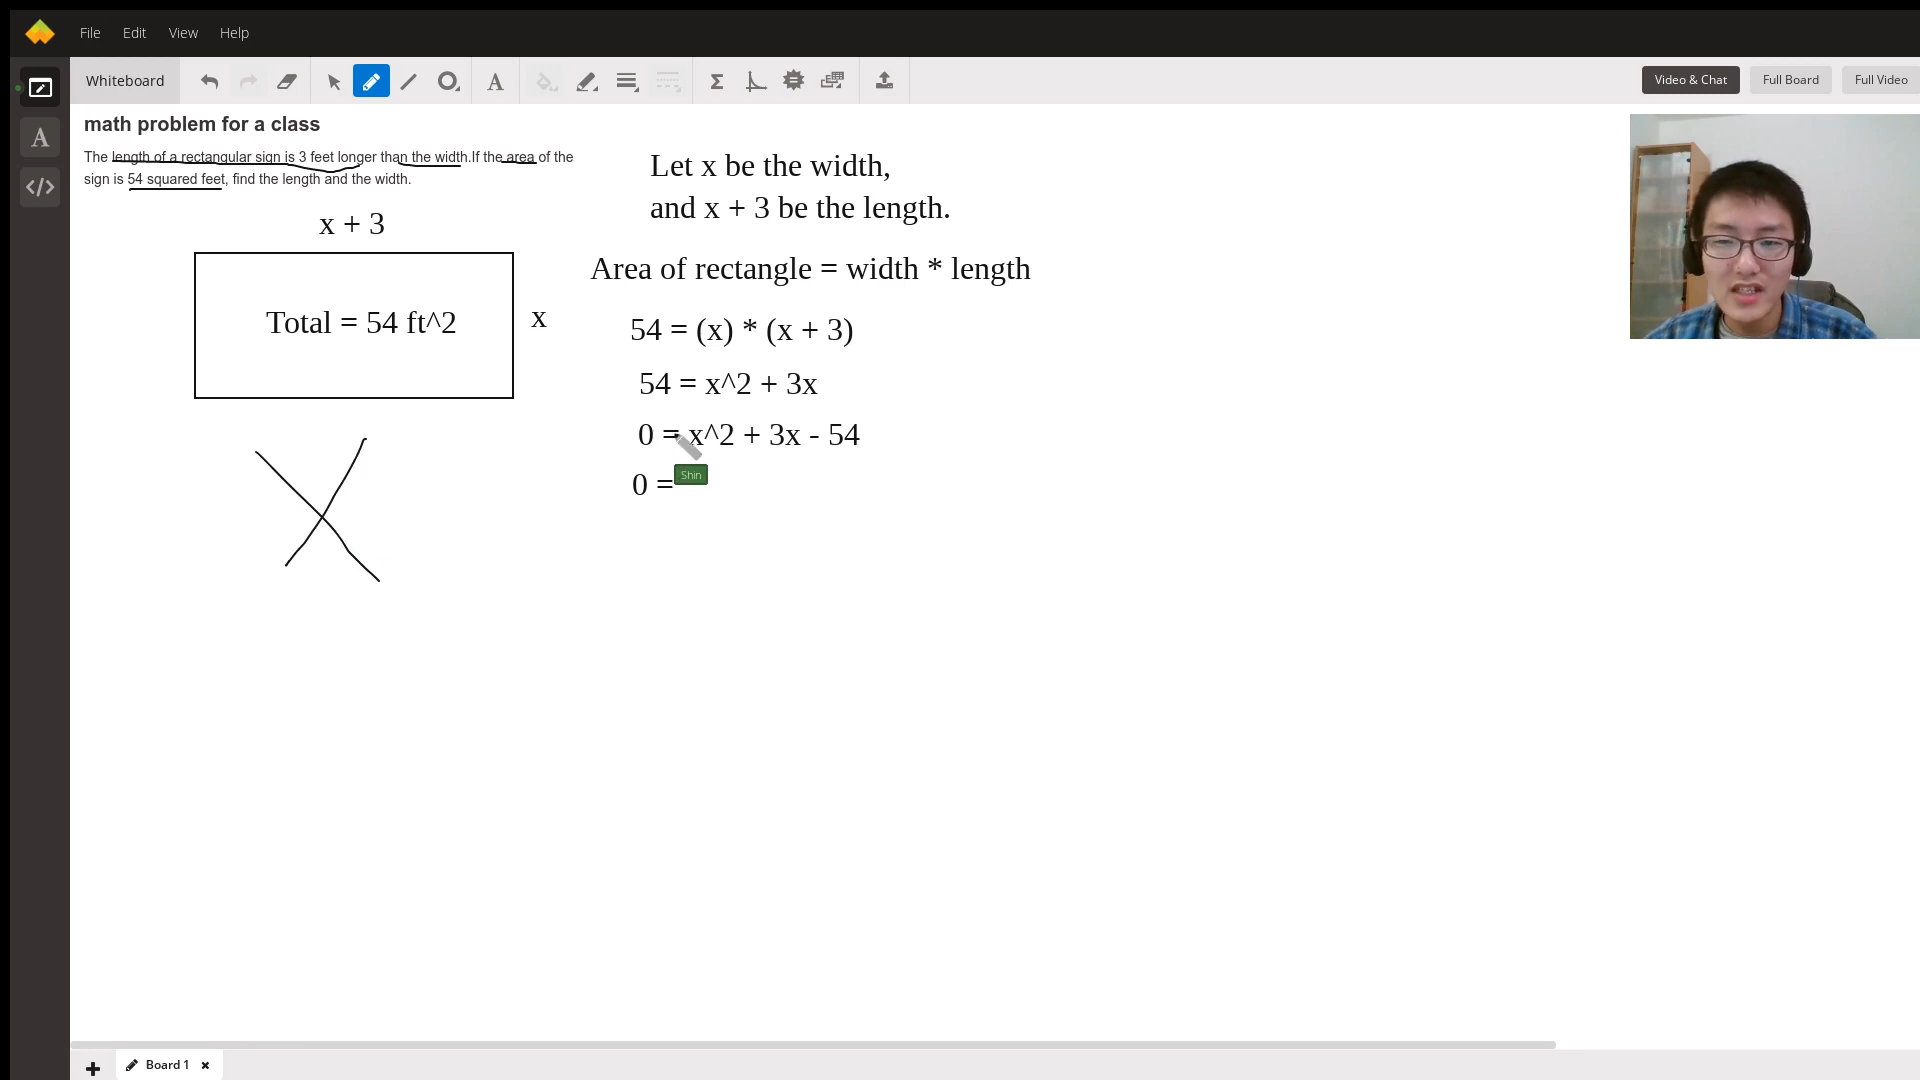 File Edit View Help
Whiteboard
A
Σ
Video & Chat
Full Board
Full Video
A
</>
math problem for a class
The length of a rectangular sign is 3 feet longer than the width.If the area of the
sign is 54 squared feet, find the length and the width.
x + 3
Total = 54 ft^2
x
Let x be the width,
and x + 3 be the length.
Area of rectangle = width * length
54 = (x) * (x + 3)
54 = x^2 + 3x
0 = x^2 + 3x - 54
0 =
Shin
Board 1